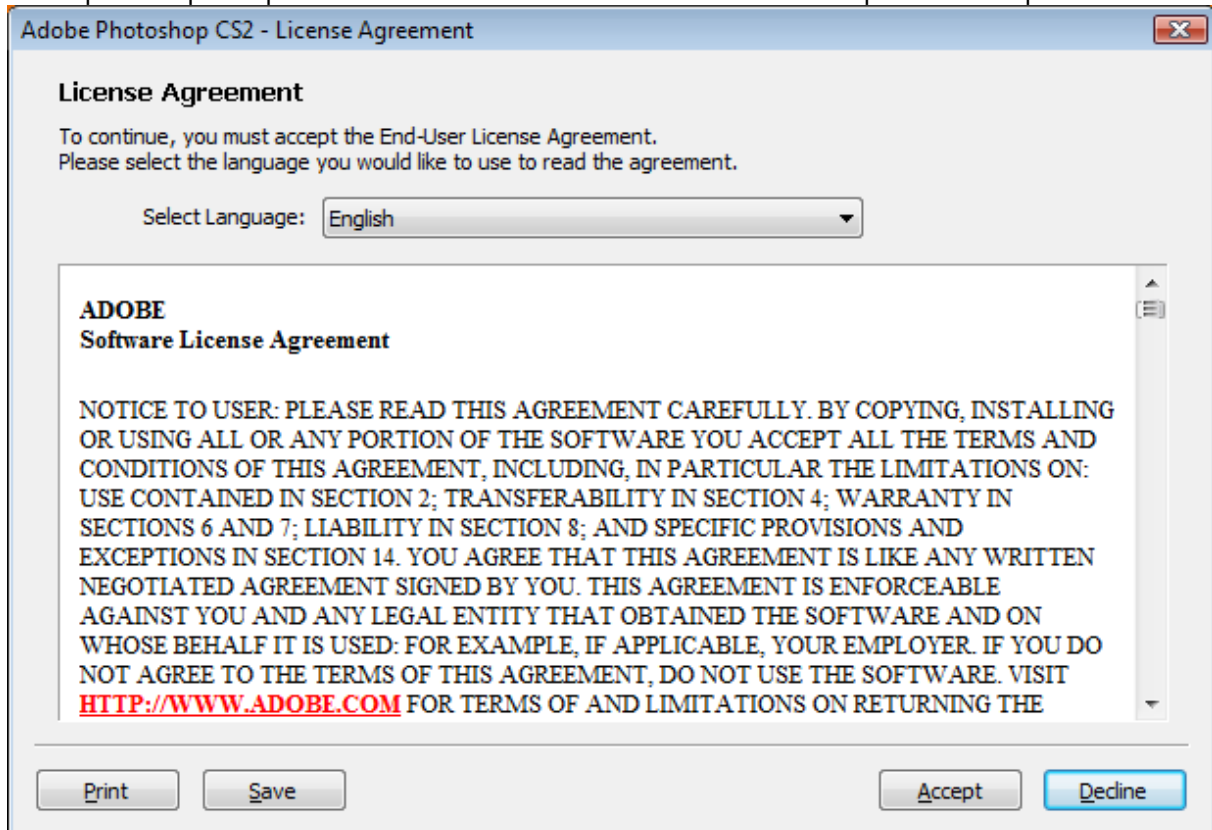 Adobe Photoshop CS2 - License Agreement
License Agreement
To continue, you must accept the End-User License Agreement.
Please select the language you would like to use to read the agreement.
Select Language: English
ADOBE
Software License Agreement
NOTICE TO USER: PLEASE READ THIS AGREEMENT CAREFULLY. BY COPYING, INSTALLING
OR USING ALL OR ANY PORTION OF THE SOFTWARE YOU ACCEPT ALL THE TERMS AND
CONDITIONS OF THIS AGREEMENT, INCLUDING, IN PARTICULAR THE LIMITATIONS ON:
USE CONTAINED IN SECTION 2; TRANSFERABILITY IN SECTION 4; WARRANTY IN
SECTIONS 6 AND 7; LIABILITY IN SECTION 8; AND SPECIFIC PROVISIONS AND
EXCEPTIONS IN SECTION 14. YOU AGREE THAT THIS AGREEMENT IS LIKE ANY WRITTEN
NEGOTIATED AGREEMENT SIGNED BY YOU. THIS AGREEMENT IS ENFORCEABLE
AGAINST YOU AND ANY LEGAL ENTITY THAT OBTAINED THE SOFTWARE AND ON
WHOSE BEHALF IT IS USED: FOR EXAMPLE, IF APPLICABLE, YOUR EMPLOYER. IF YOU DO
NOT AGREE TO THE TERMS OF THIS AGREEMENT, DO NOT USE THE SOFTWARE. VISIT
HTTP://WWW.ADOBE.COM FOR TERMS OF AND LIMITATIONS ON RETURNING THE
Print Save Accept Decline